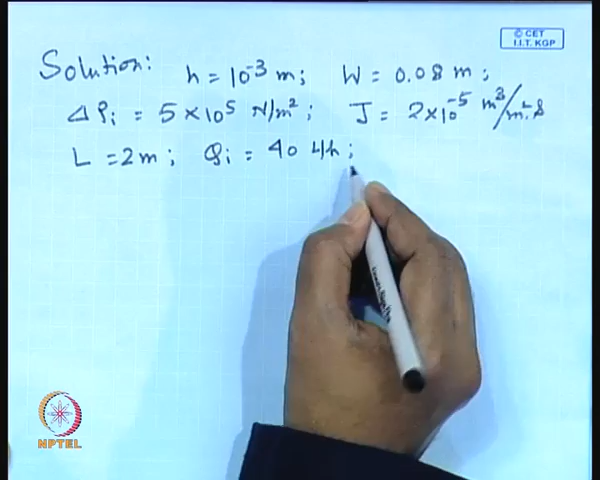 © CET
I.I.T. KGP
Solution: h = 10⁻³ m; W = 0.08 m;
ΔPi = 5×10⁵ N/m²; J = 2×10⁻⁵ m³/m².s
L = 2m; Qi = 40 L/h;
NPTEL